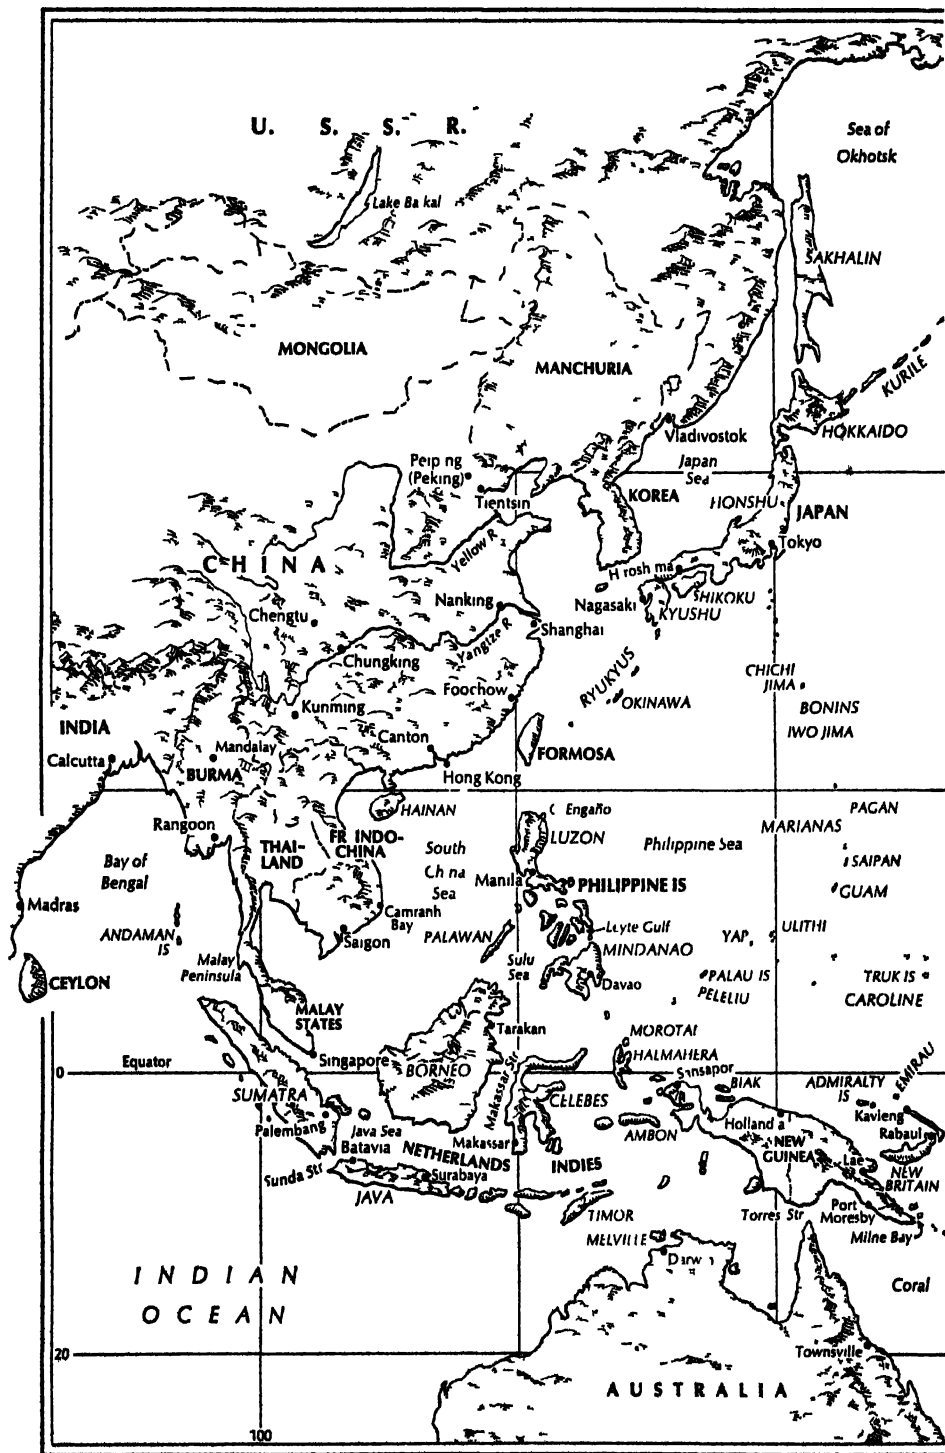 U. S. S. R.
Sea of
Okhotsk
Lake Ba kal
SAKHALIN
MONGOLIA
MANCHURIA
KURILE
Vladivostok
HOKKAIDO
Peip ng
(Peking)
Japan
Sea
Tientsin
KOREA
HONSHU
JAPAN
Yellow R
Tokyo
CHINA
H rosh ma
SHIKOKU
Nanking
Nagasaki
KYUSHU
Chengtu
Shanghai
Yangtze R
Chungking
RYUKYUS
CHICHI
JIMA
Foochow
OKINAWA
BONINS
Kunming
INDIA
IWO JIMA
Canton
Mandalay
FORMOSA
Calcutta
BURMA
Hong Kong
HAINAN
C Engaño
PAGAN
Rangoon
MARIANAS
LUZON
FR INDO-
CHINA
THAI-
LAND
South
Ch na
Sea
Philippine Sea
SAIPAN
Bay of
Bengal
Manila
PHILIPPINE IS
GUAM
Madras
Camranh
Bay
Leyte Gulf
ULITHI
ANDAMAN
IS
Saigon
PALAWAN
YAP
MINDANAO
Malay
Peninsula
Sulu
Sea
CEYLON
Davao
PALAU IS
PELELIU
TRUK IS
CAROLINE
MALAY
STATES
Tarakan
MOROTAI
Equator
Singapore
BORNEO
Makassar Str
HALMAHERA
EMIRAU
0
Sansapor
BIAK
ADMIRALTY
IS
SUMATRA
CELEBES
Kavieng
Palembang
Java Sea
AMBON
Holland a
Rabaul
Batavia
Makassar
NEW
GUINEA
NETHERLANDS
INDIES
Lae
Sunda Str
Surabaya
NEW
BRITAIN
JAVA
TIMOR
Torres Str
Port
Moresby
MELVILLE
Milne Bay
Darw n
INDIAN
OCEAN
Coral
20
Townsville
AUSTRALIA
100